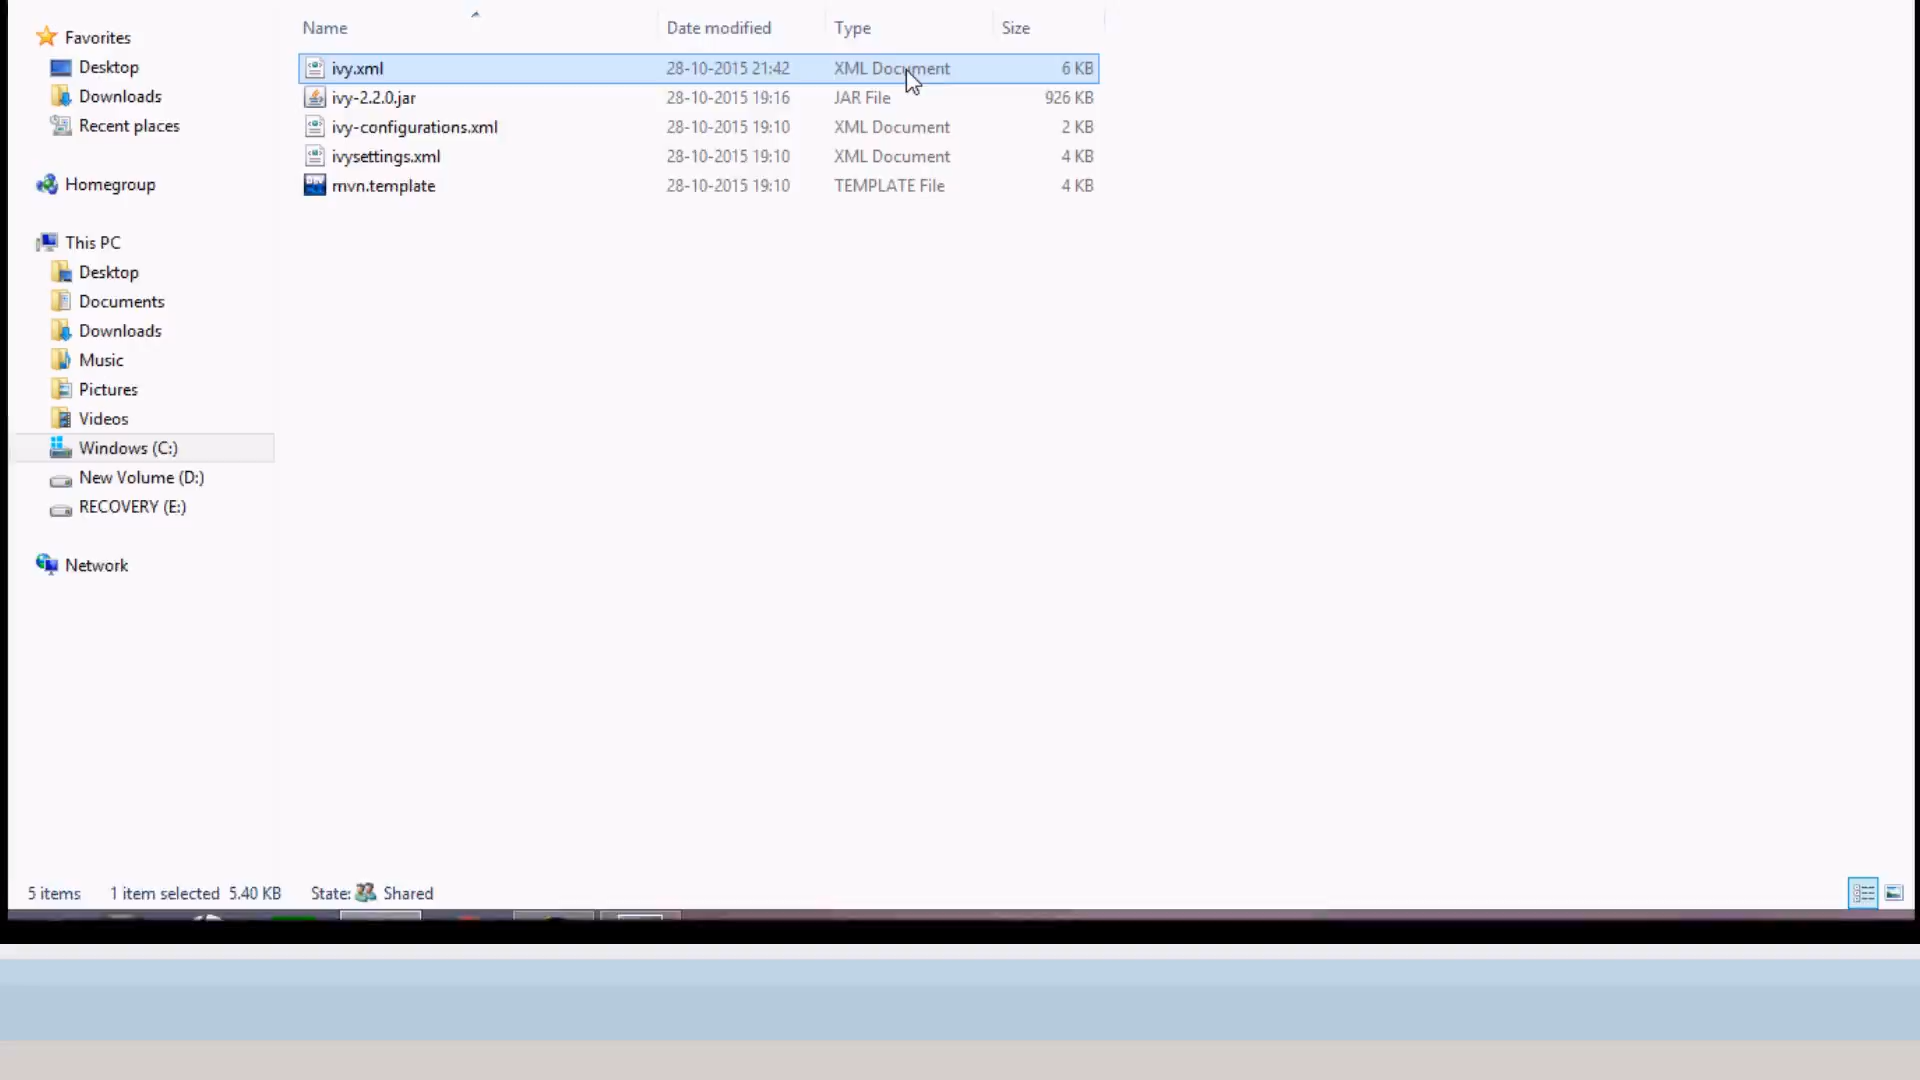 Name Date modified Type Size
Favorites
Desktop
Downloads
Recent places
Homegroup
This PC
Desktop
Documents
Downloads
Music
Pictures
Videos
Windows (C:)
New Volume (D:)
RECOVERY (E:)
Network
ivy.xml 28-10-2015 21:42 XML Document 6 KB
ivy-2.2.0.jar 28-10-2015 19:16 JAR File 926 KB
ivy-configurations.xml 28-10-2015 19:10 XML Document 2 KB
ivysettings.xml 28-10-2015 19:10 XML Document 4 KB
mvn.template 28-10-2015 19:10 TEMPLATE File 4 KB
5 items 1 item selected 5.40 KB State: Shared